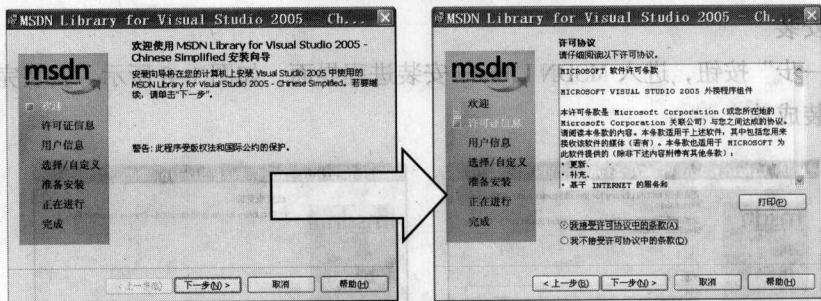 MSDN Library for Visual Studio 2005 - Ch...
欢迎使用 MSDN Library for Visual Studio 2005 -
Chinese Simplified 安装向导
安装向导将在您的计算机上安装 Visual Studio 2005 中使用的
MSDN Library for Visual Studio 2005 - Chinese Simplified。若要继
续，请单击“下一步”。
msdn
欢迎
许可证信息
用户信息
选择/自定义
准备安装
正在进行
完成
警告: 此程序受版权法和国际公约的保护。
< 上一步(B)
下一步(N) >
取消
帮助(H)
MSDN Library for Visual Studio 2005 - Ch...
许可协议
请仔细阅读以下许可协议。
msdn
欢迎
许可证信息
用户信息
选择/自定义
准备安装
正在进行
完成
MICROSOFT 软件许可条款
MICROSOFT VISUAL STUDIO 2005 外接程序组件
本许可条款是 Microsoft Corporation（或您所在地的
Microsoft Corporation 关联公司）与您之间达成的协议。
请阅读本条款的内容。本条款适用于上述软件，其中包括您用来
接收该软件的媒体（若有）。本条款也适用于 MICROSOFT 为
此软件提供的（除非下述内容附带有其他条款）：
· 更新、
· 补充、
· 基于 INTERNET 的服务和
打印(P)
我接受许可协议中的条款(A)
我不接受许可协议中的条款(D)
< 上一步(B)
下一步(N) >
取消
帮助(H)